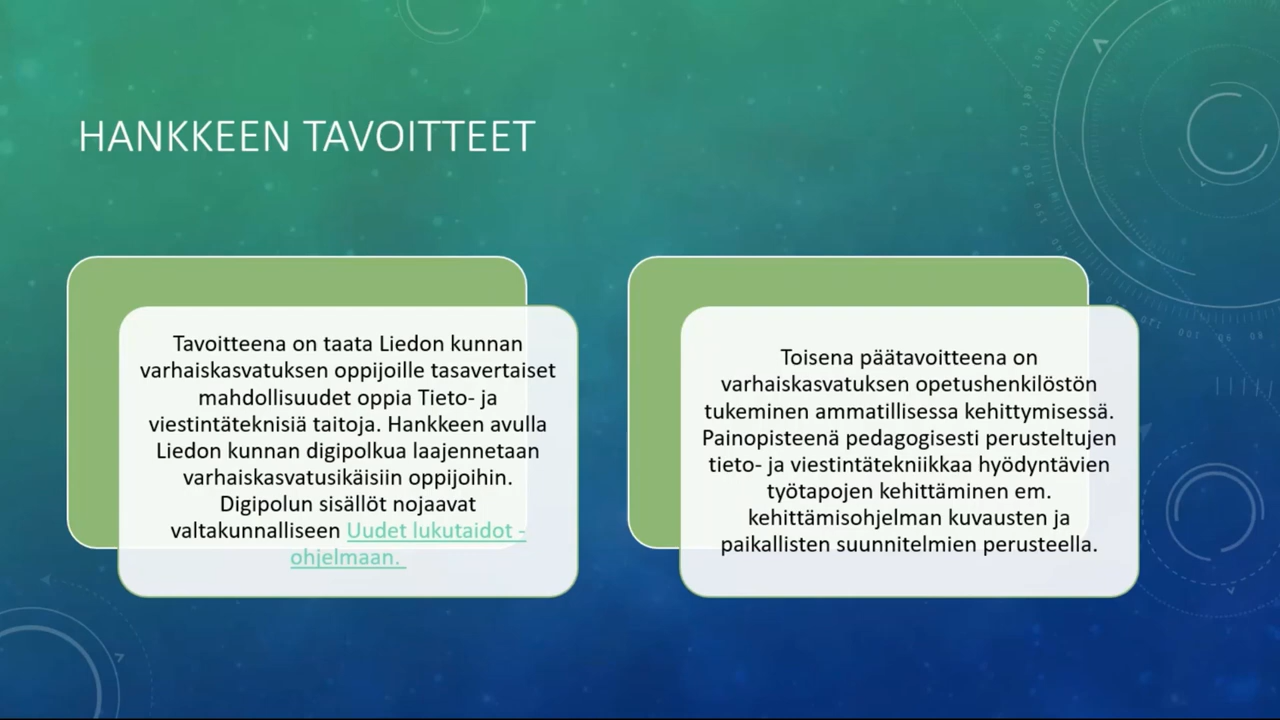 HANKKEEN TAVOITTEET
Tavoitteena on taata Liedon kunnan
varhaiskasvatuksen oppijoille tasavertaiset
mahdollisuudet oppia Tieto- ja
viestintäteknisiä taitoja. Hankkeen avulla
Liedon kunnan digipolkua laajennetaan
varhaiskasvatusikäisiin oppijoihin.
Digipolun sisällöt nojaavat
valtakunnalliseen Uudet lukutaidot -
ohjelmaan.
Toisena päätavoitteena on
varhaiskasvatuksen opetushenkilöstön
tukeminen ammatillisessa kehittymisessä.
Painopisteenä pedagogisesti perusteltujen
tieto- ja viestintätekniikkaa hyödyntävien
työtapojen kehittäminen em.
kehittämisohjelman kuvausten ja
paikallisten suunnitelmien perusteella.